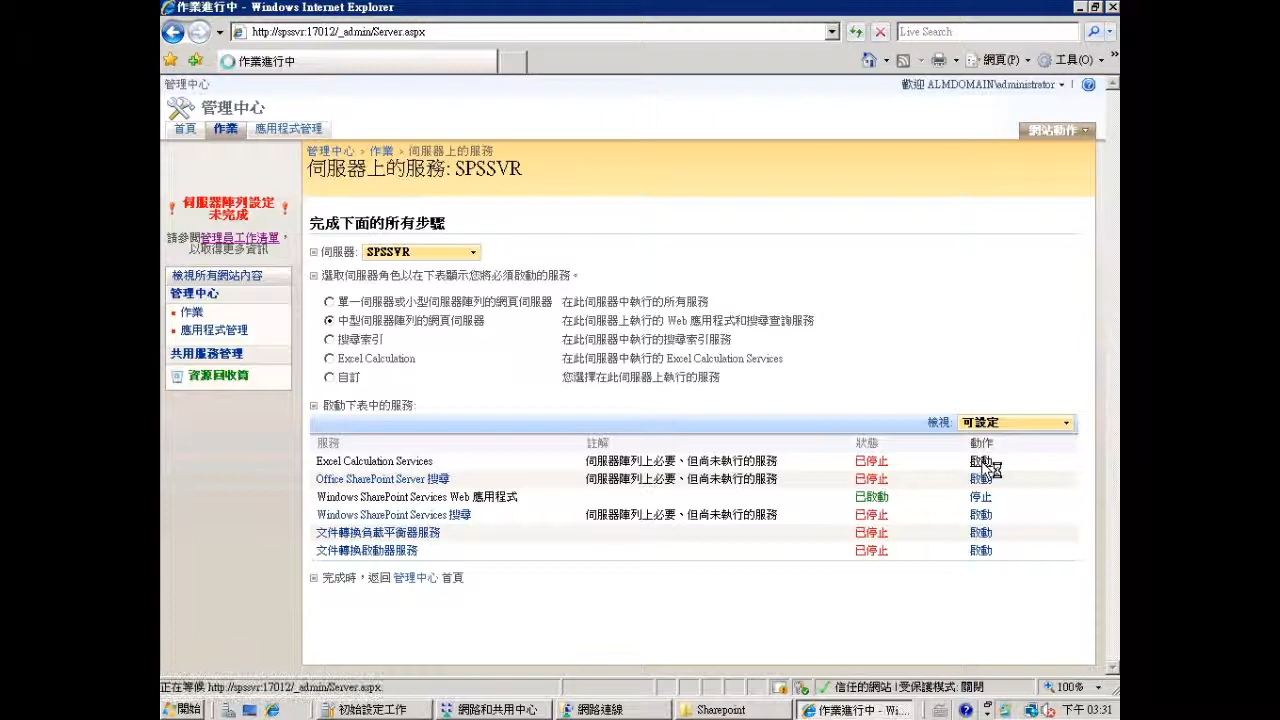 作業進行中 - Windows Internet Explorer
http://spssvr:17012/_admin/Server.aspx
Live Search
作業進行中
網頁(P)
工具(O)
管理中心
歡迎 ALMDOMAIN\administrator
管理中心
首頁 作業 應用程式管理
網站動作
管理中心 > 作業 > 伺服器上的服務
伺服器上的服務: SPSSVR
伺服器陣列設定
未完成
請參閱管理員工作清單，
以取得更多資訊
檢視所有網站內容
管理中心
作業
應用程式管理
共用服務管理
資源回收筒
完成下面的所有步驟
伺服器: SPSSVR
選取伺服器角色以在下表顯示您將必須啟動的服務。
單一伺服器或小型伺服器陣列的網頁伺服器 在此伺服器中執行的所有服務
中型伺服器陣列的網頁伺服器 在此伺服器上執行的 Web 應用程式和搜尋查詢服務
搜尋索引 在此伺服器中執行的搜尋索引服務
Excel Calculation 在此伺服器中執行的 Excel Calculation Services
自訂 您選擇在此伺服器上執行的服務
啟動下表中的服務:
檢視: 可設定
服務 註解 狀態 動作
Excel Calculation Services 伺服器陣列上必要、但尚未執行的服務 已停止 啟動
Office SharePoint Server 搜尋 伺服器陣列上必要、但尚未執行的服務 已停止 啟動
Windows SharePoint Services Web 應用程式 已啟動 停止
Windows SharePoint Services 搜尋 伺服器陣列上必要、但尚未執行的服務 已停止 啟動
文件轉換負載平衡器服務 已停止 啟動
文件轉換啟動器服務 已停止 啟動
完成時，返回 管理中心 首頁
正在等候 http://spssvr:17012/_admin/Server.aspx
信任的網站 | 受保護模式: 關閉
100%
開始
初始設定工作
網路和共用中心
網路連線
Sharepoint
作業進行中 - Wi...
下午 03:31